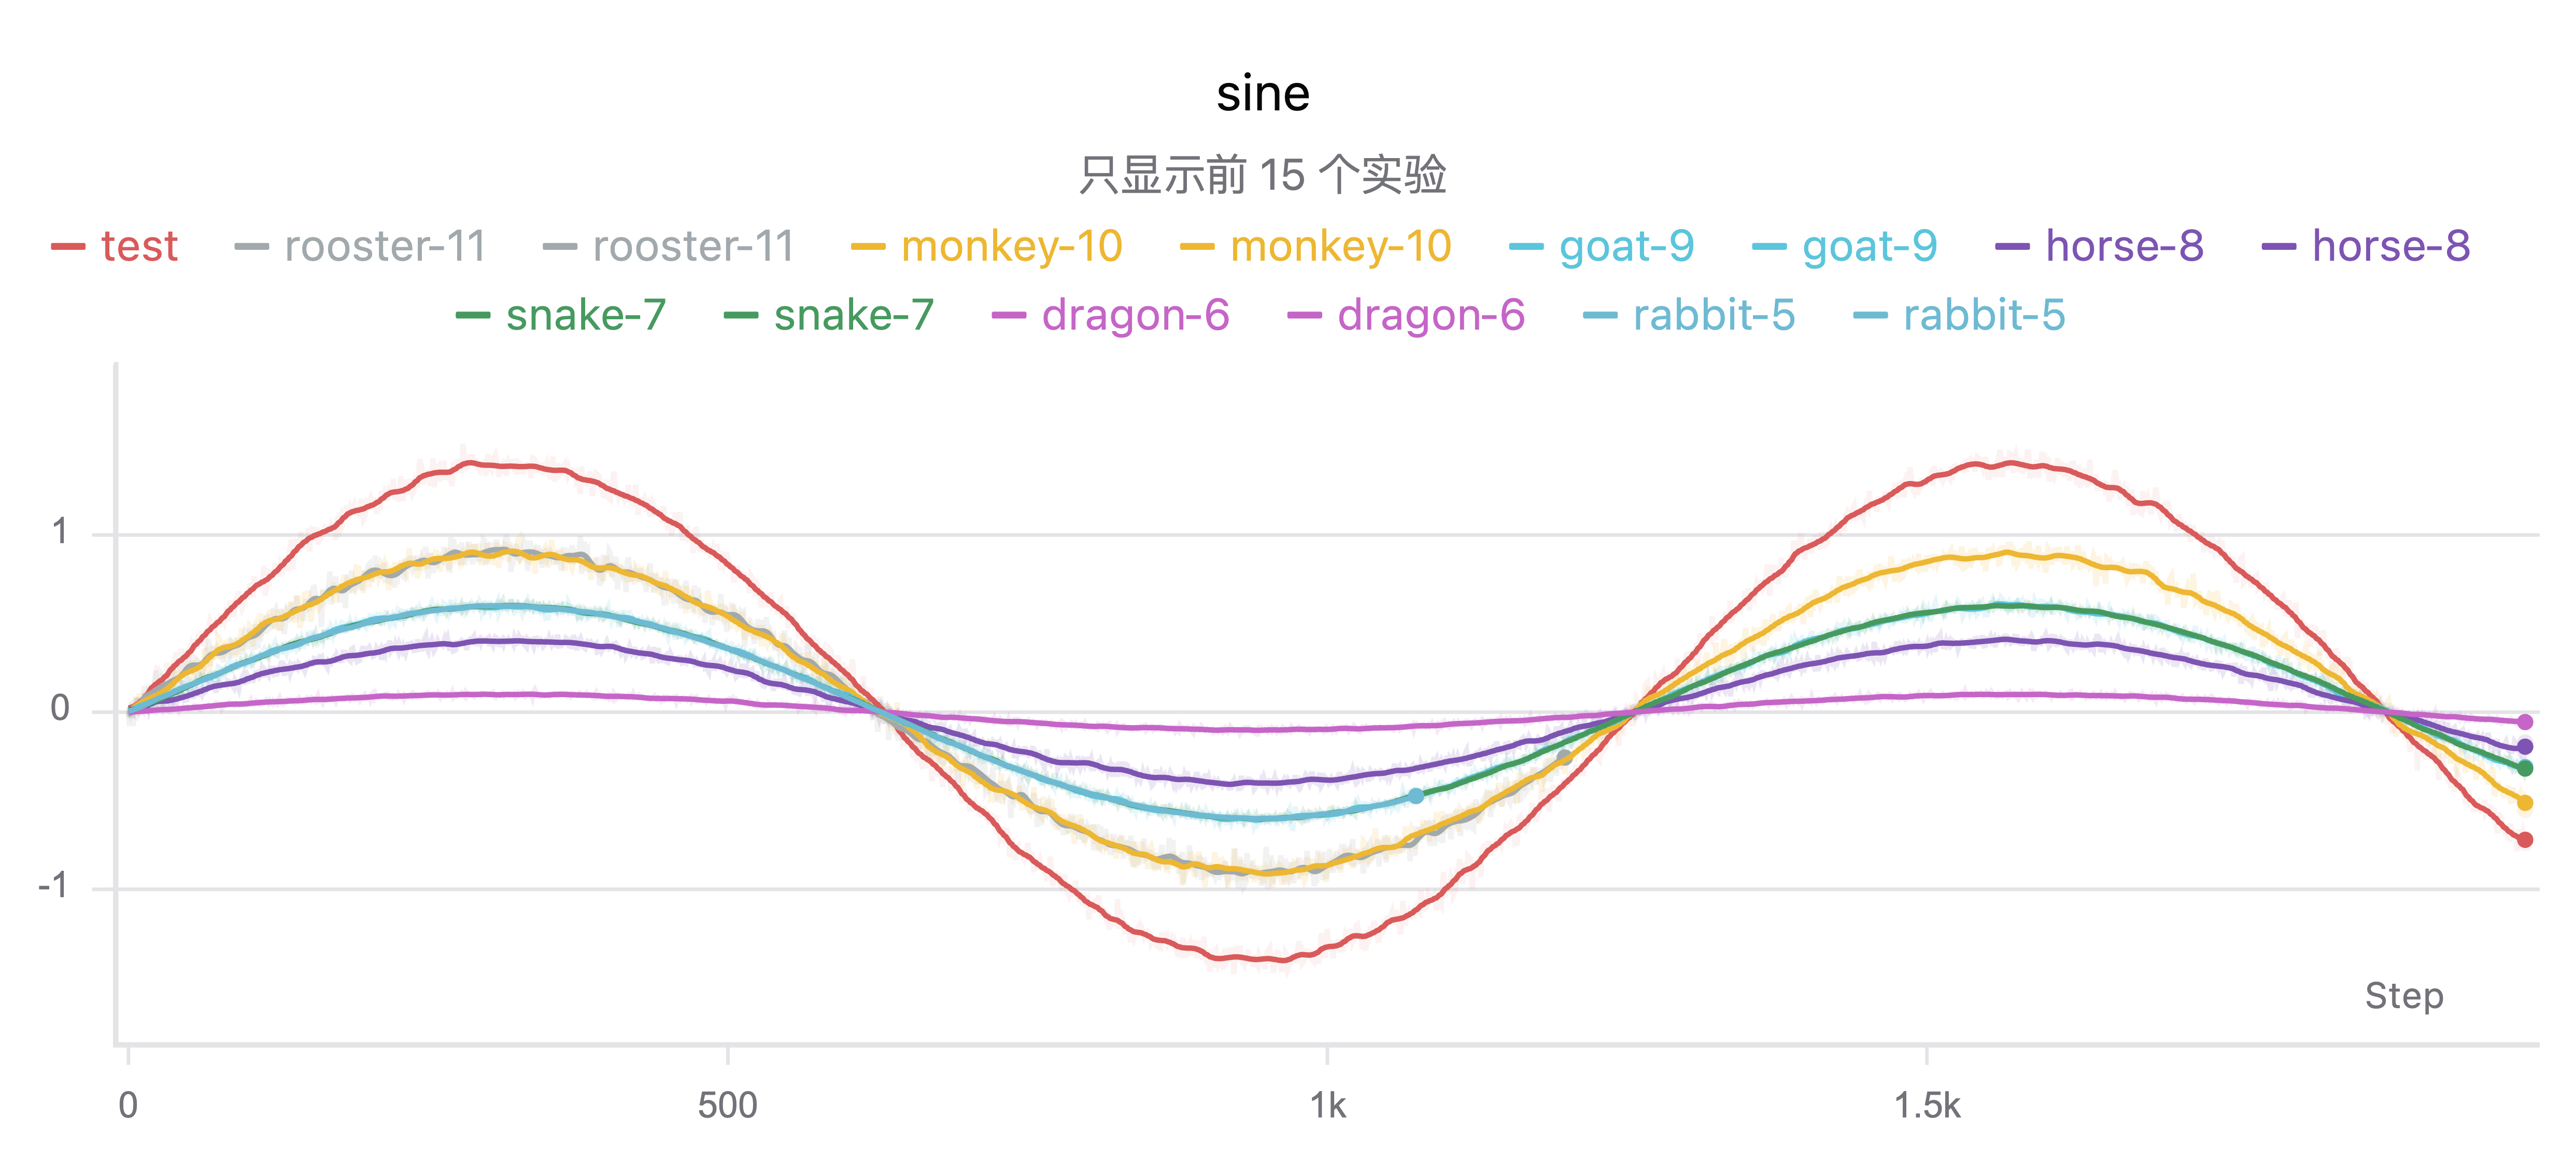 sine
只显示前 15 个实验
test rooster-11 rooster-11 monkey-10 monkey-10 goat-9 goat-9 horse-8 horse-8
snake-7 snake-7 dragon-6 dragon-6 rabbit-5 rabbit-5
1
0
-1
Step
0 500 1k 1.5k